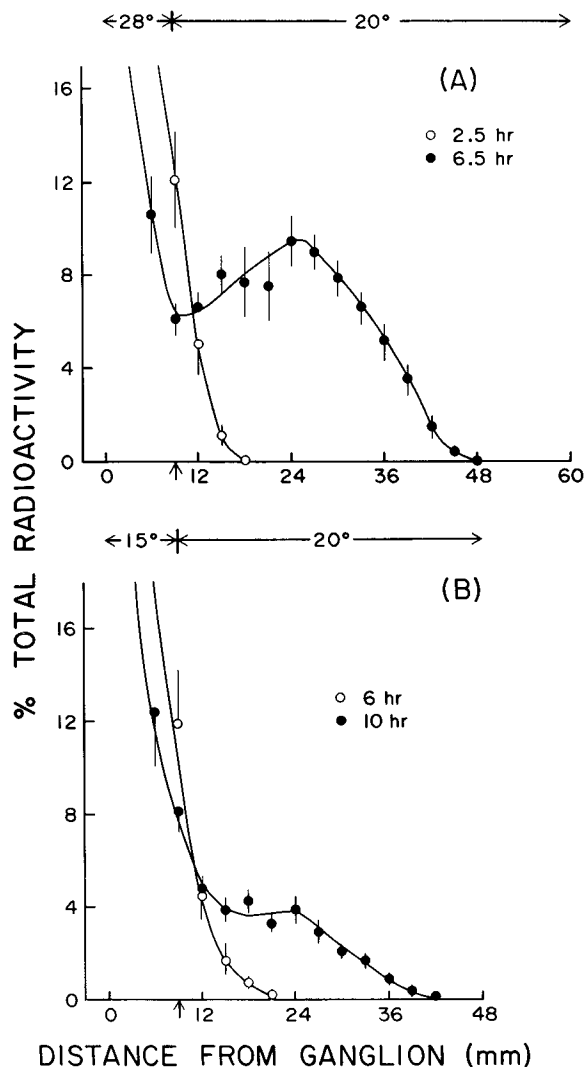 28° 20°
(A)
16
2.5 hr
6.5 hr
12
8
4
0
0 12 24 36 48 60
15° 20°
(B)
16
6 hr
10 hr
12
8
4
0
0 12 24 36 48
% TOTAL RADIOACTIVITY
DISTANCE FROM GANGLION (mm)